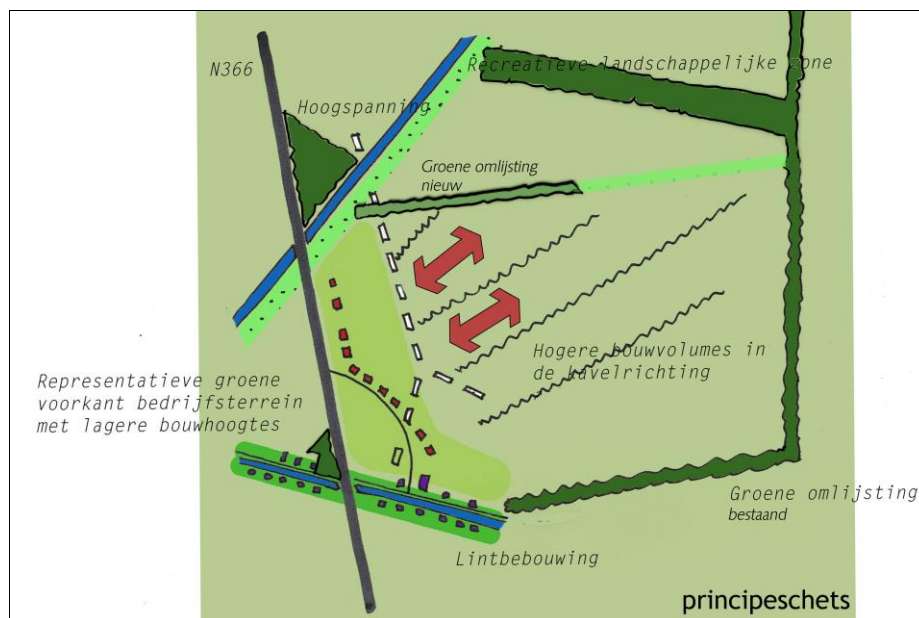 N366
Recreatieve landschappelijke zone
Hoogspanning
Groene omlijsting
nieuw
Hogere bouwvolumes in
de kavelrichting
Representatieve groene
voorkant bedrijfsterrein
met lagere bouwhoogtes
Groene omlijsting
bestaand
Lintbebouwing
principeschets